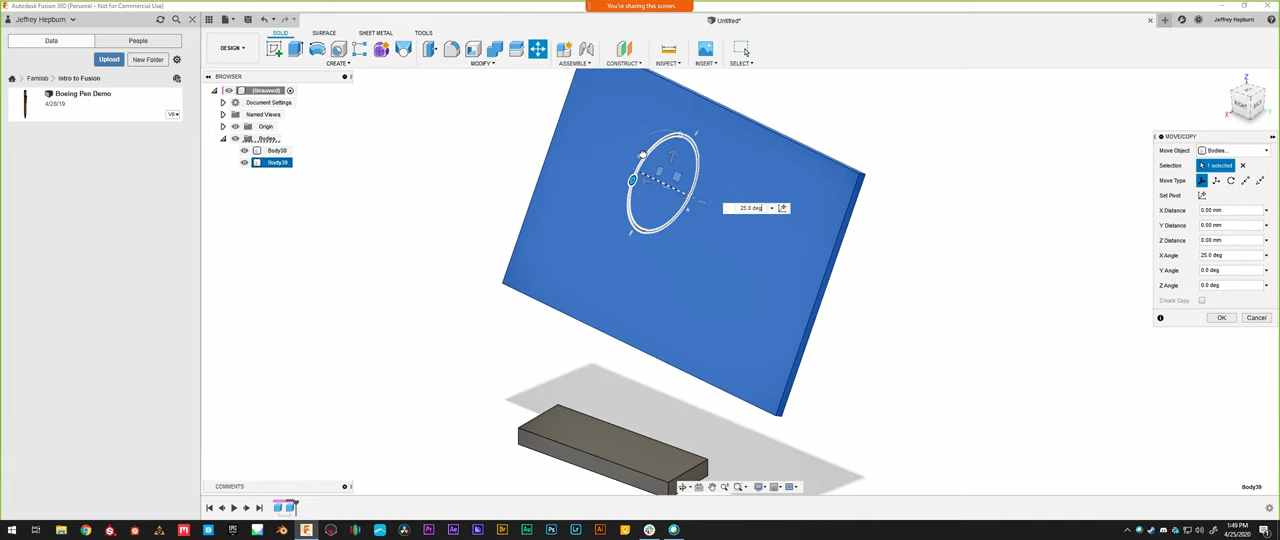 Autodesk Fusion 360 (Personal - Not for Commercial Use)
You're sharing this screen.
Jeffrey Hepburn
Untitled*
Jeffrey Hepburn
Data
People
DESIGN
SOLID
SURFACE
SHEET METAL
TOOLS
Upload
New Folder
CREATE
MODIFY
ASSEMBLE
CONSTRUCT
INSPECT
INSERT
SELECT
Familab
Intro to Fusion
BROWSER
(Unsaved)
Boeing Pen Demo
4/28/19
V8
Document Settings
Named Views
Origin
Bodies
Body38
Body39
RIGHT
BACK
Z
X
Y
MOVE/COPY
Move Object
Bodies...
Selection
1 selected
Move Type
Set Pivot
X Distance
0.00 mm
Y Distance
0.00 mm
Z Distance
0.00 mm
X Angle
25.0 deg
Y Angle
0.0 deg
Z Angle
0.0 deg
Create Copy
OK
Cancel
25.0 deg
COMMENTS
Body39
1:49 PM
4/25/2020